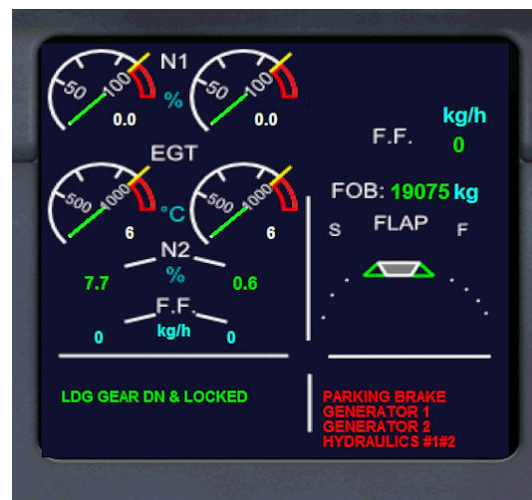 N1
50 100 50 100
%
0.0 0.0
kg/h
F.F. 0
EGT
500 1000 500 1000
°C
6 6
FOB: 19075 kg
S FLAP F
N2
7.7 % 0.6
F.F.
0 kg/h 0
LDG GEAR DN & LOCKED
PARKING BRAKE
GENERATOR 1
GENERATOR 2
HYDRAULICS #1#2